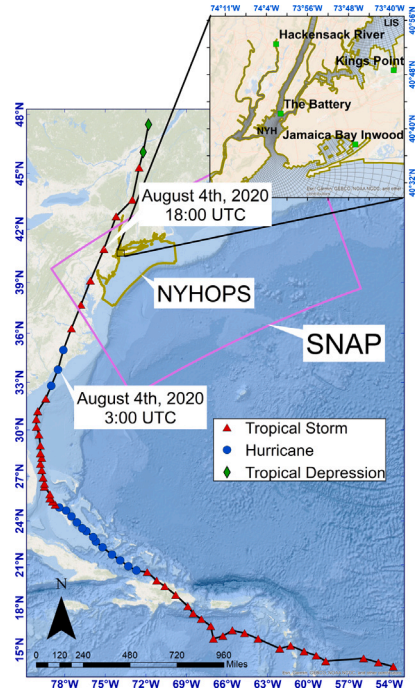 74°11'W 74°4'W 73°56'W 73°48'W 73°40'W
40°56'N
40°48'N
40°40'N
40°32'N
LIS
Hackensack River
Kings Point
The Battery
NYH
Jamaica Bay Inwood
48°N
45°N
42°N
39°N
36°N
33°N
30°N
27°N
24°N
21°N
18°N
15°N
August 4th, 2020
18:00 UTC
NYHOPS
SNAP
August 4th, 2020
3:00 UTC
Tropical Storm
Hurricane
Tropical Depression
N
0 120 240 480 720 960
Miles
78°W 75°W 72°W 69°W 66°W 63°W 60°W 57°W 54°W